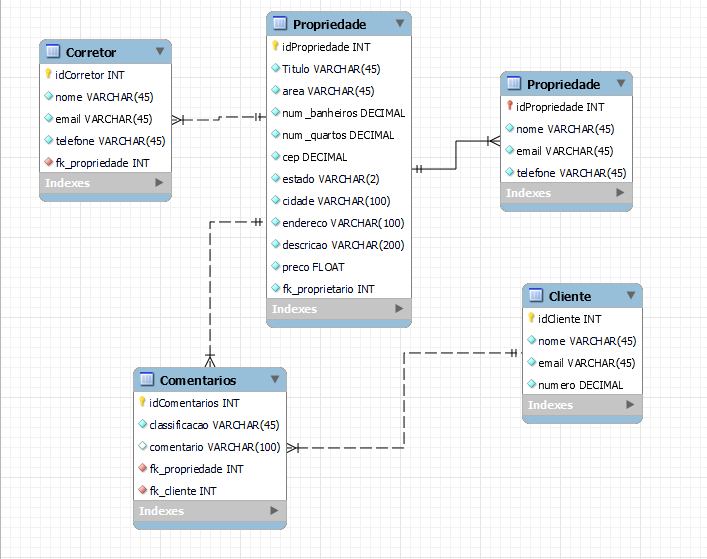 Corretor
idCorretor INT
nome VARCHAR(45)
email VARCHAR(45)
telefone VARCHAR(45)
fk_propriedade INT
Indexes
Propriedade
idPropriedade INT
Titulo VARCHAR(45)
area VARCHAR(45)
num_banheiros DECIMAL
num_quartos DECIMAL
cep DECIMAL
estado VARCHAR(2)
cidade VARCHAR(100)
endereco VARCHAR(100)
descricao VARCHAR(200)
preco FLOAT
fk_proprietario INT
Indexes
Propriedade
idPropriedade INT
nome VARCHAR(45)
email VARCHAR(45)
telefone VARCHAR(45)
Indexes
Cliente
idCliente INT
nome VARCHAR(45)
email VARCHAR(45)
numero DECIMAL
Indexes
Comentarios
idComentarios INT
classificacao VARCHAR(45)
comentario VARCHAR(100)
fk_propriedade INT
fk_cliente INT
Indexes